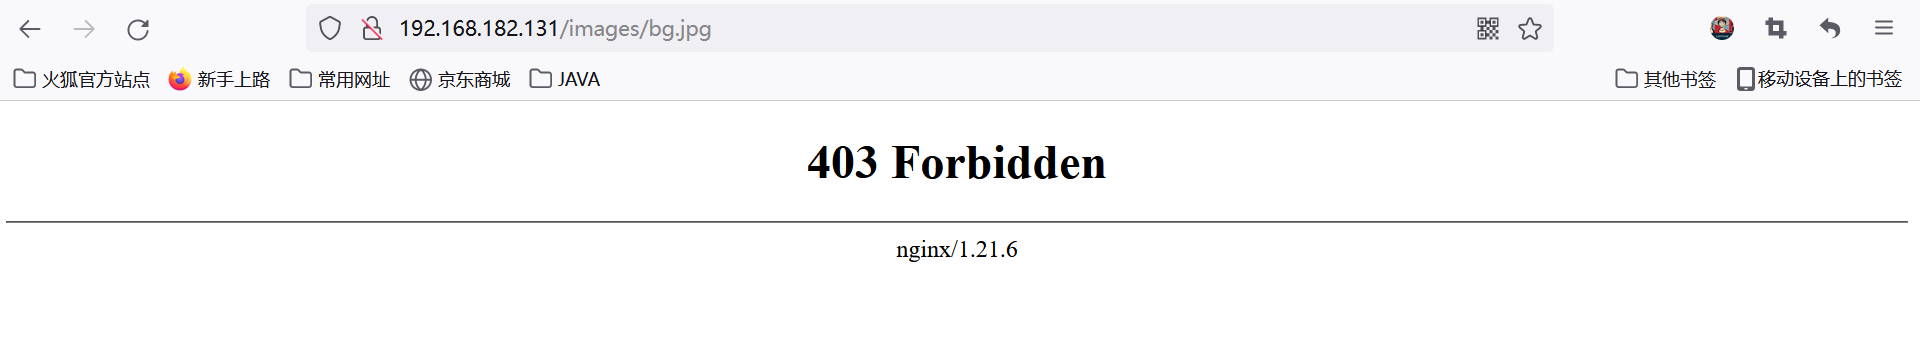 192.168.182.131/images/bg.jpg
火狐官方站点 新手上路 常用网址 京东商城 JAVA 其他书签 移动设备上的书签
403 Forbidden
nginx/1.21.6